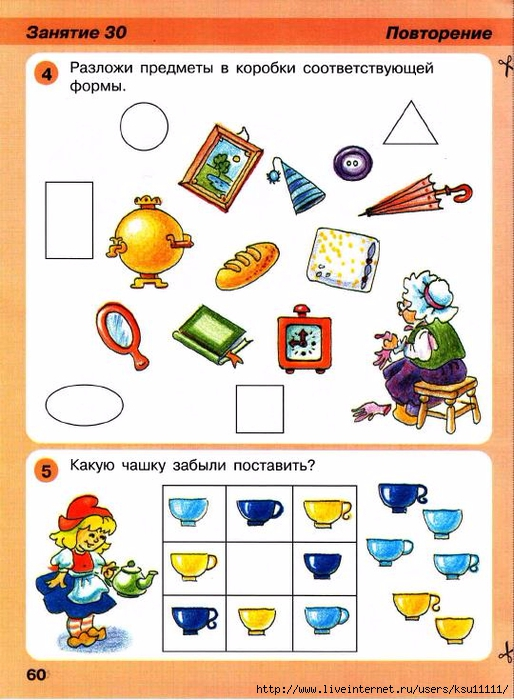 Занятие 30
Повторение
4
Разложи предметы в коробки соответствующей
формы.
5
Какую чашку забыли поставить?
60
http://www.liveinternet.ru/users/ksu11111/